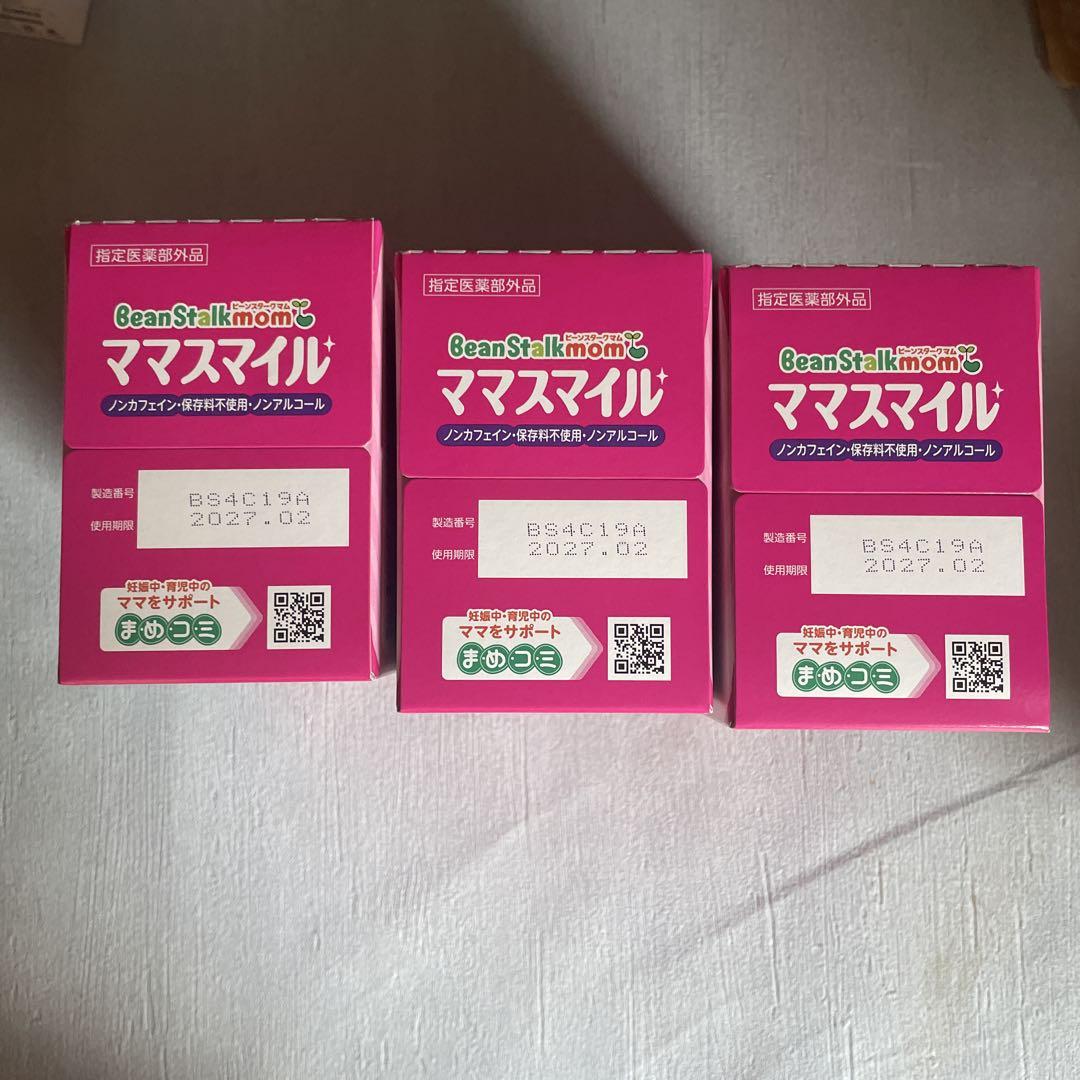 指定医薬部外品
ビーンスタークマム
BeanStalkmom
ママスマイル
ノンカフェイン・保存料不使用・ノンアルコール
製造番号
BS4C19A
使用期限
2027.02
妊娠中・育児中の
ママをサポート
ま・め・コ・ミ
指定医薬部外品
ビーンスタークマム
BeanStalkmom
ママスマイル
ノンカフェイン・保存料不使用・ノンアルコール
製造番号
BS4C19A
使用期限
2027.02
妊娠中・育児中の
ママをサポート
ま・め・コ・ミ
指定医薬部外品
ビーンスタークマム
BeanStalkmom
ママスマイル
ノンカフェイン・保存料不使用・ノンアルコール
製造番号
BS4C19A
使用期限
2027.02
妊娠中・育児中の
ママをサポート
ま・め・コ・ミ